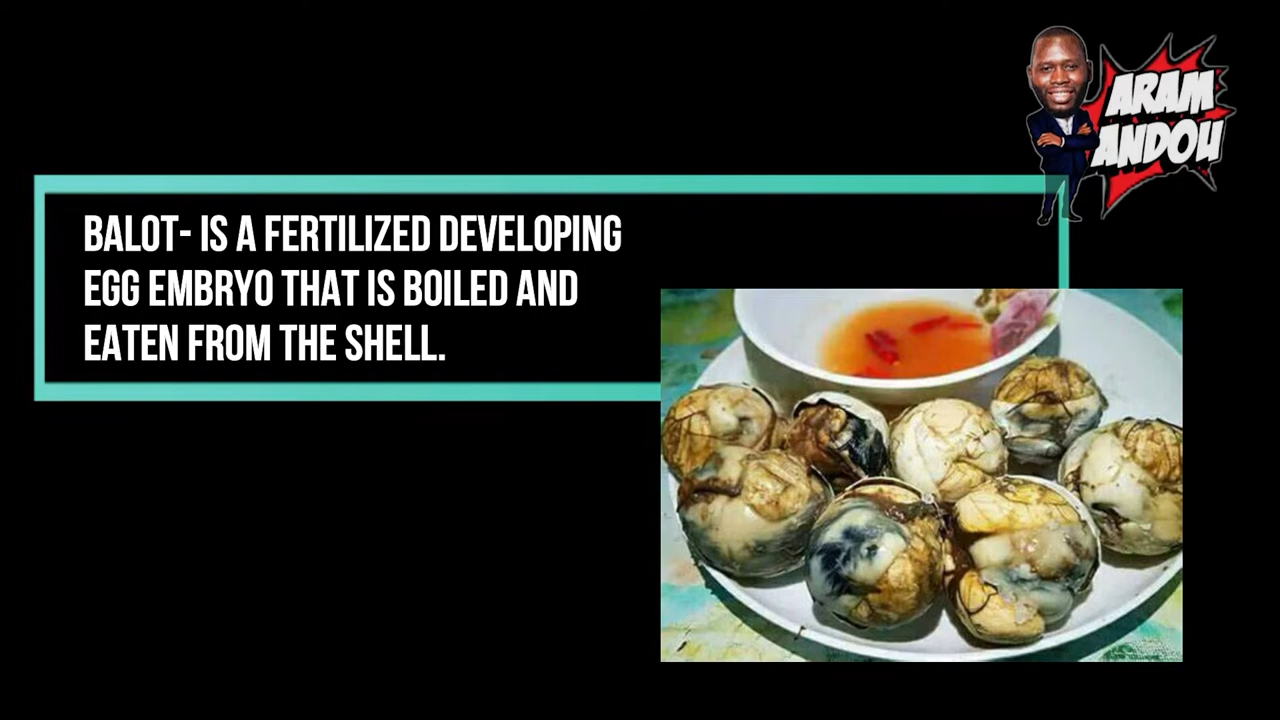 BALOT- IS A FERTILIZED DEVELOPING
EGG EMBRYO THAT IS BOILED AND
EATEN FROM THE SHELL.
ARAM
ANDOU